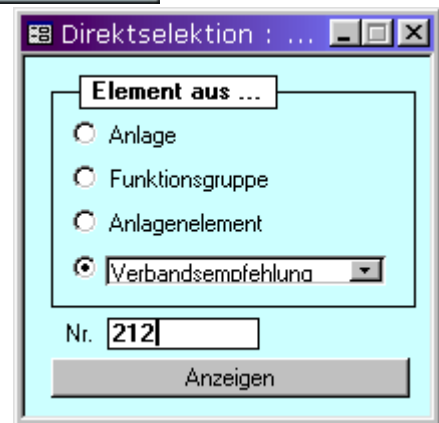 Direktselektion : ...
Element aus ...
Anlage
Funktionsgruppe
Anlagenelement
Verbandsempfehlung
Nr. 212
Anzeigen